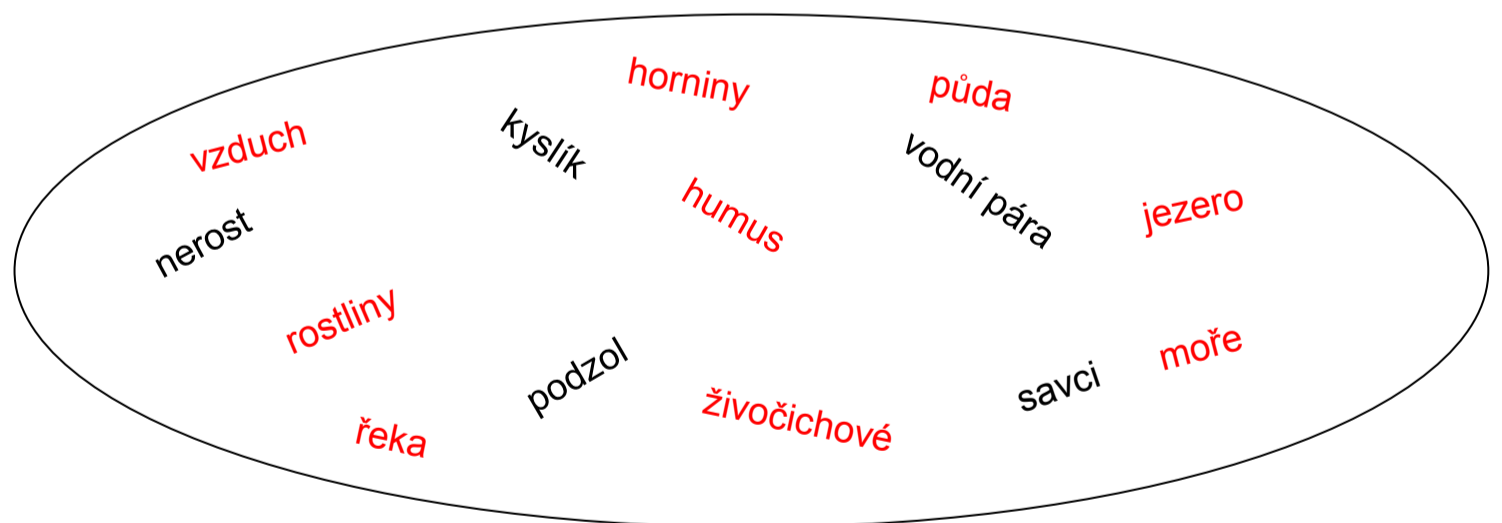 horniny
půda
vzduch
kyslík
vodní pára
humus
jezero
nerost
rostliny
podzol
moře
savci
živočichové
řeka